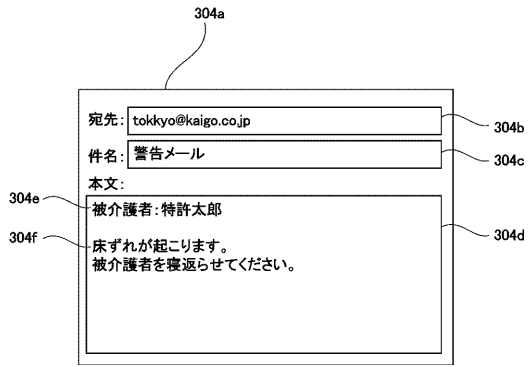 304a
宛先: tokkyo@kaigo.co.jp
304b
件名: 警告メール
304c
本文:
304e
被介護者:特許太郎
304f
床ずれが起こります。
304d
被介護者を寝返らせてください。